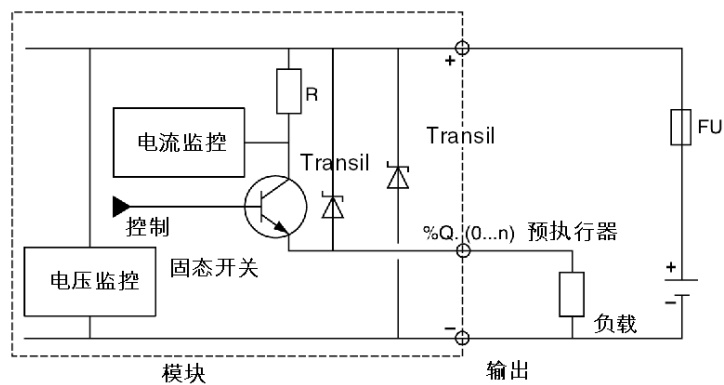 +
R
FU
电流监控
Transil
Transil
控制
%Q. (0...n) 预执行器
固态开关
电压监控
+
−
负载
−
模块
输出